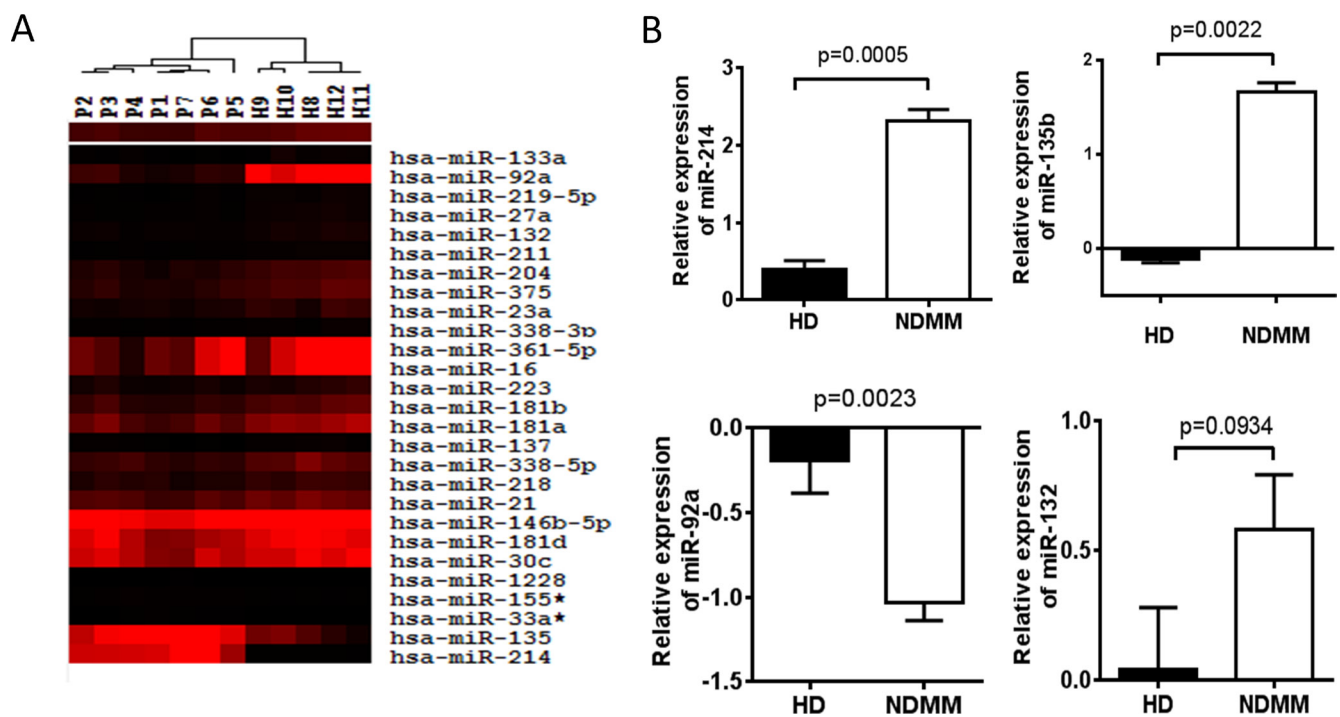 A
P2 P3 P4 P1 P7 P6 P5 H9 H10 H8 H12 H11
hsa-miR-133a
hsa-miR-92a
hsa-miR-219-5p
hsa-miR-27a
hsa-miR-132
hsa-miR-211
hsa-miR-204
hsa-miR-375
hsa-miR-23a
hsa-miR-338-3p
hsa-miR-361-5p
hsa-miR-16
hsa-miR-223
hsa-miR-181b
hsa-miR-181a
hsa-miR-137
hsa-miR-338-5p
hsa-miR-218
hsa-miR-21
hsa-miR-146b-5p
hsa-miR-181d
hsa-miR-30c
hsa-miR-1228
hsa-miR-155★
hsa-miR-33a★
hsa-miR-135
hsa-miR-214
B
p=0.0005
Relative expression
of miR-214
3
2
1
0
HD NDMM
p=0.0022
Relative expression
of miR-135b
2
1
0
HD NDMM
p=0.0023
Relative expression
of miR-92a
0.0
-0.5
-1.0
-1.5
HD NDMM
p=0.0934
Relative expression
of miR-132
1.0
0.5
0.0
HD NDMM